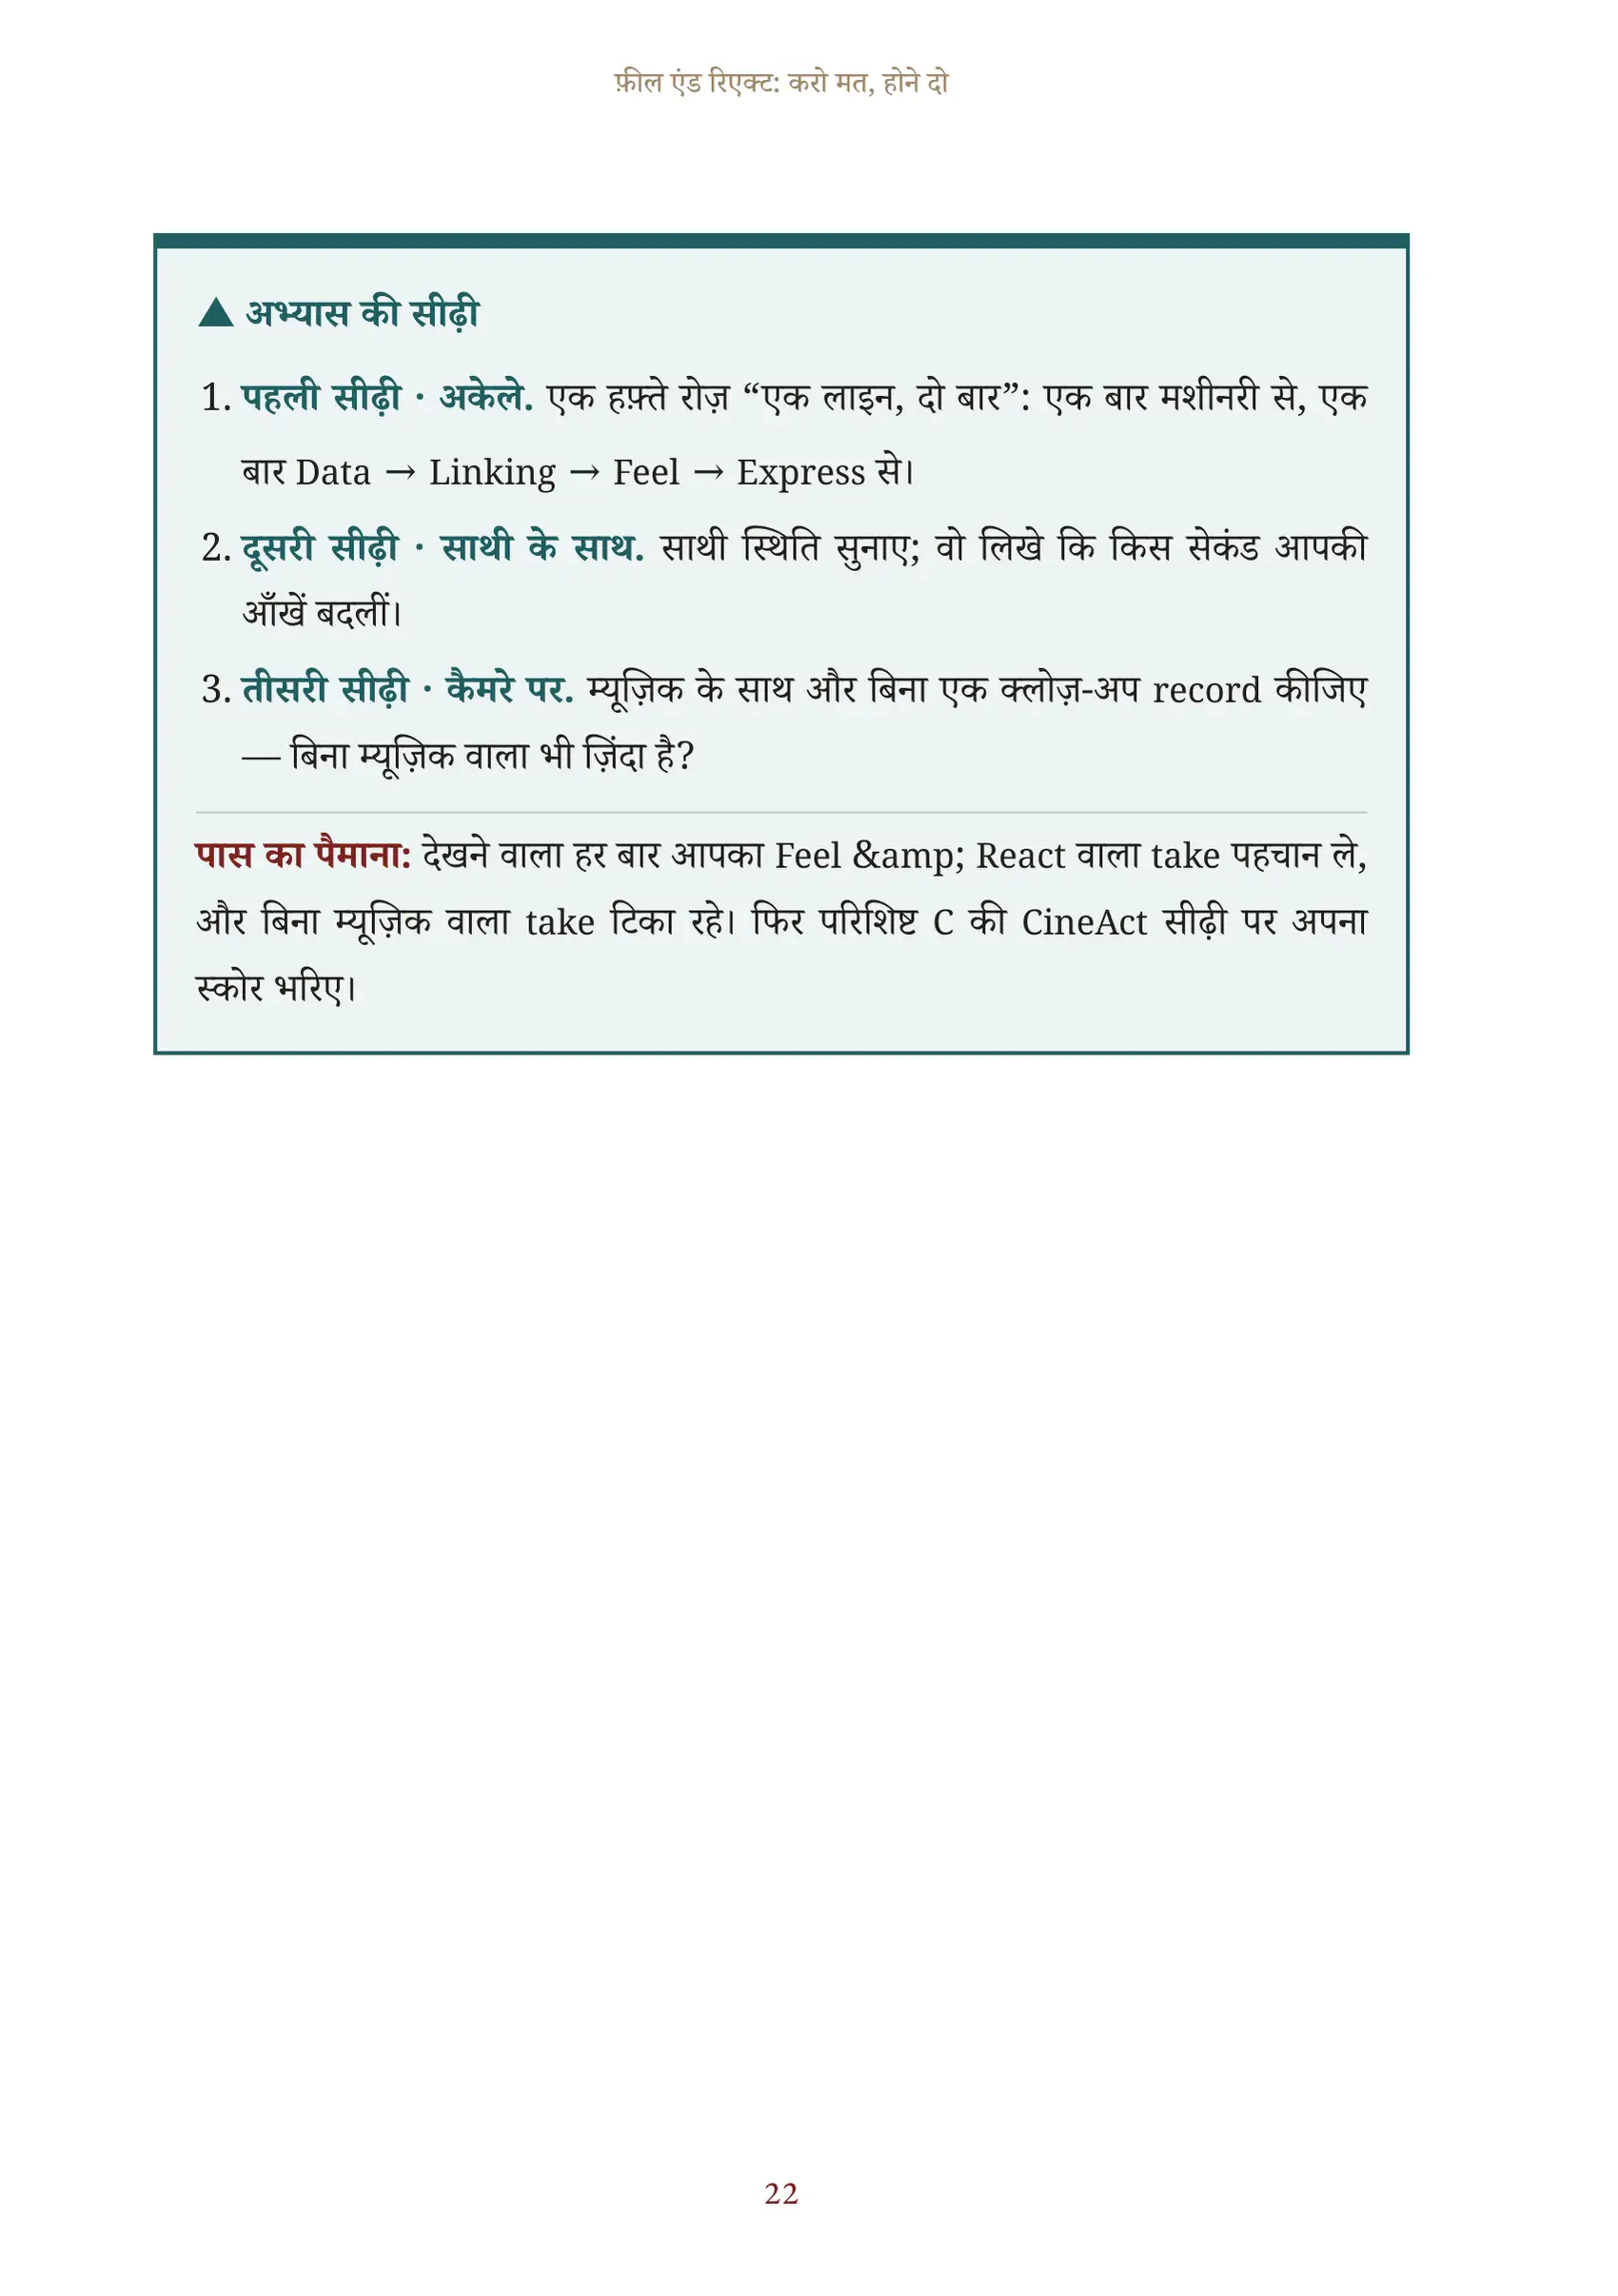 फ़ील एंड रिएक्ट: करो मत, होने दो
▲ अभ्यास की सीढ़ी
1. पहली सीढ़ी · अकेले. एक हफ़्ते रोज़ “एक लाइन, दो बार”: एक बार मशीनरी से, एक
बार Data → Linking → Feel → Express से।
2. दूसरी सीढ़ी · साथी के साथ. साथी स्थिति सुनाए; वो लिखे कि किस सेकंड आपकी
आँखें बदलीं।
3. तीसरी सीढ़ी · कैमरे पर. म्यूज़िक के साथ और बिना एक क्लोज़-अप record कीजिए
— बिना म्यूज़िक वाला भी ज़िंदा है?
पास का पैमाना: देखने वाला हर बार आपका Feel &amp; React वाला take पहचान ले,
और बिना म्यूज़िक वाला take टिका रहे। फिर परिशिष्ट C की CineAct सीढ़ी पर अपना
स्कोर भरिए।
22